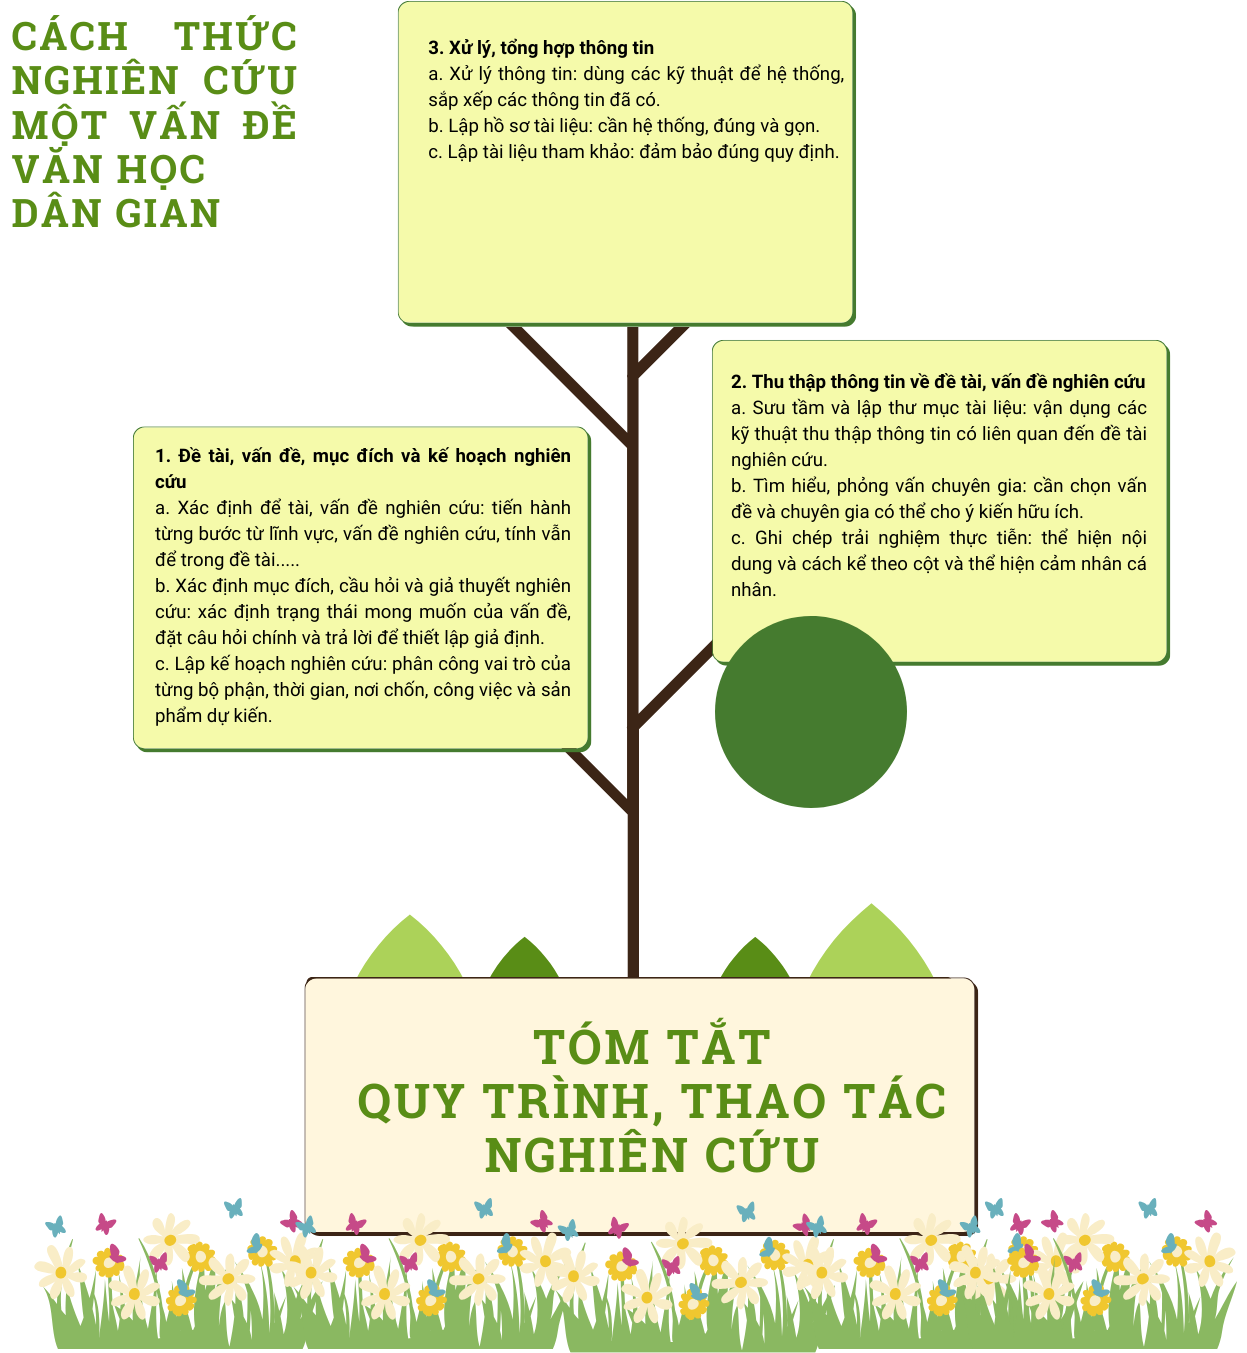 CÁCH THỨC
NGHIÊN CỨU
MỘT VẤN ĐỀ
VĂN HỌC
DÂN GIAN
3. Xử lý, tổng hợp thông tin
a. Xử lý thông tin: dùng các kỹ thuật để hệ thống,
sắp xếp các thông tin đã có.
b. Lập hồ sơ tài liệu: cần hệ thống, đúng và gọn.
c. Lập tài liệu tham khảo: đảm bảo đúng quy định.
2. Thu thập thông tin về đề tài, vấn đề nghiên cứu
a. Sưu tầm và lập thư mục tài liệu: vận dụng các
kỹ thuật thu thập thông tin có liên quan đến đề tài
nghiên cứu.
b. Tìm hiểu, phỏng vấn chuyên gia: cần chọn vấn
đề và chuyên gia có thể cho ý kiến hữu ích.
c. Ghi chép trải nghiệm thực tiễn: thể hiện nội
dung và cách kể theo cột và thể hiện cảm nhân cá
nhân.
1. Đề tài, vấn đề, mục đích và kế hoạch nghiên
cứu
a. Xác định để tài, vấn đề nghiên cứu: tiến hành
từng bước từ lĩnh vực, vấn đề nghiên cứu, tính vẫn
để trong đề tài.....
b. Xác định mục đích, cầu hỏi và giả thuyết nghiên
cứu: xác định trạng thái mong muốn của vấn đề,
đặt câu hỏi chính và trả lời để thiết lập giả định.
c. Lập kế hoạch nghiên cứu: phân công vai trò của
từng bộ phận, thời gian, nơi chốn, công việc và sản
phẩm dự kiến.
TÓM TẮT
QUY TRÌNH, THAO TÁC
NGHIÊN CỨU